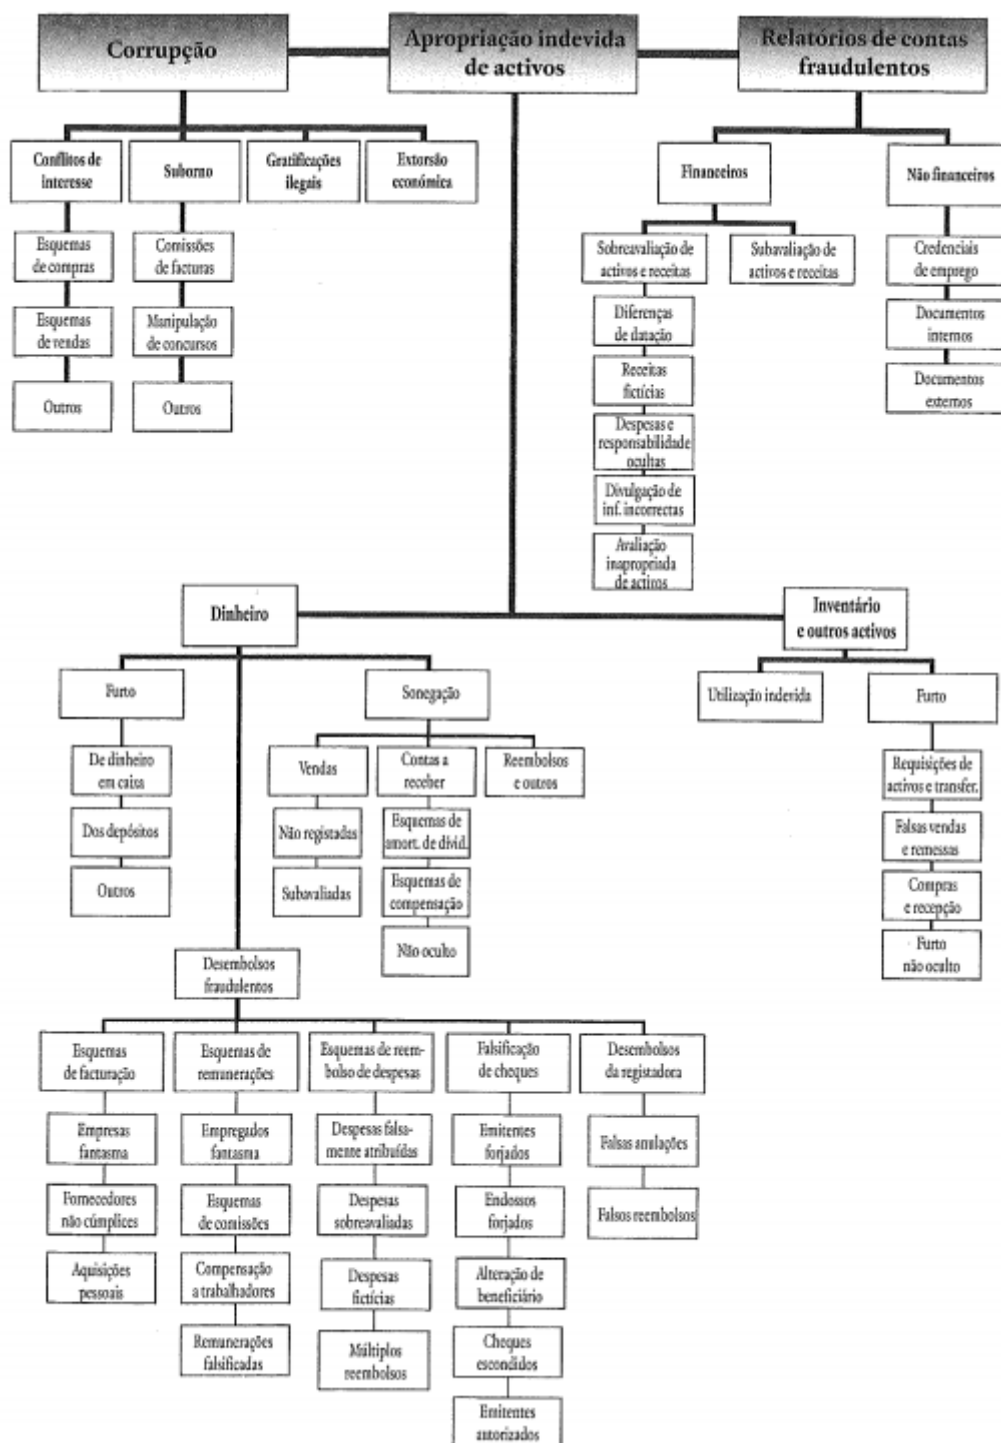 Corrupção
Apropriação indevida
de activos
Relatórios de contas
fraudulentos
Conflitos de
interesse
Suborno
Gratificações
ilegais
Extorsão
económica
Financeiros
Não financeiros
Esquemas
de compras
Comissões
de facturas
Sobreavaliação de
activos e receitas
Subavaliação de
activos e receitas
Credenciais
de emprego
Esquemas
de vendas
Manipulação
de concursos
Diferenças
de datação
Documentos
internos
Outros
Outros
Receitas
fictícias
Documentos
externos
Despesas e
responsabilidade
ocultas
Divulgação de
inf. incorrectas
Avaliação
inapropriada
de activos
Dinheiro
Inventário
e outros activos
Furto
Sonegação
Utilização indevida
Furto
De dinheiro
em caixa
Vendas
Contas a
receber
Reembolsos
e outros
Requisições de
activos e transfer.
Dos depósitos
Não registadas
Esquemas de
amort. de dívid.
Falsas vendas
e remessas
Outros
Subavaliadas
Esquemas de
compensação
Compras
e recepção
Não oculto
Furto
não oculto
Desembolsos
fraudulentos
Esquemas
de facturação
Esquemas de
remunerações
Esquemas de reem-
bolso de despesas
Falsificação
de cheques
Desembolsos
da registadora
Empresas
fantasma
Empregados
fantasma
Despesas falsa-
mente atribuídas
Emitentes
forjados
Falsas anulações
Fornecedores
não cúmplices
Esquemas
de comissões
Despesas
sobreavaliadas
Endossos
forjados
Falsos reembolsos
Aquisições
pessoais
Compensação
a trabalhadores
Despesas
fictícias
Alteração de
beneficiário
Remunerações
falsificadas
Múltiplos
reembolsos
Cheques
escondidos
Emitentes
autorizados